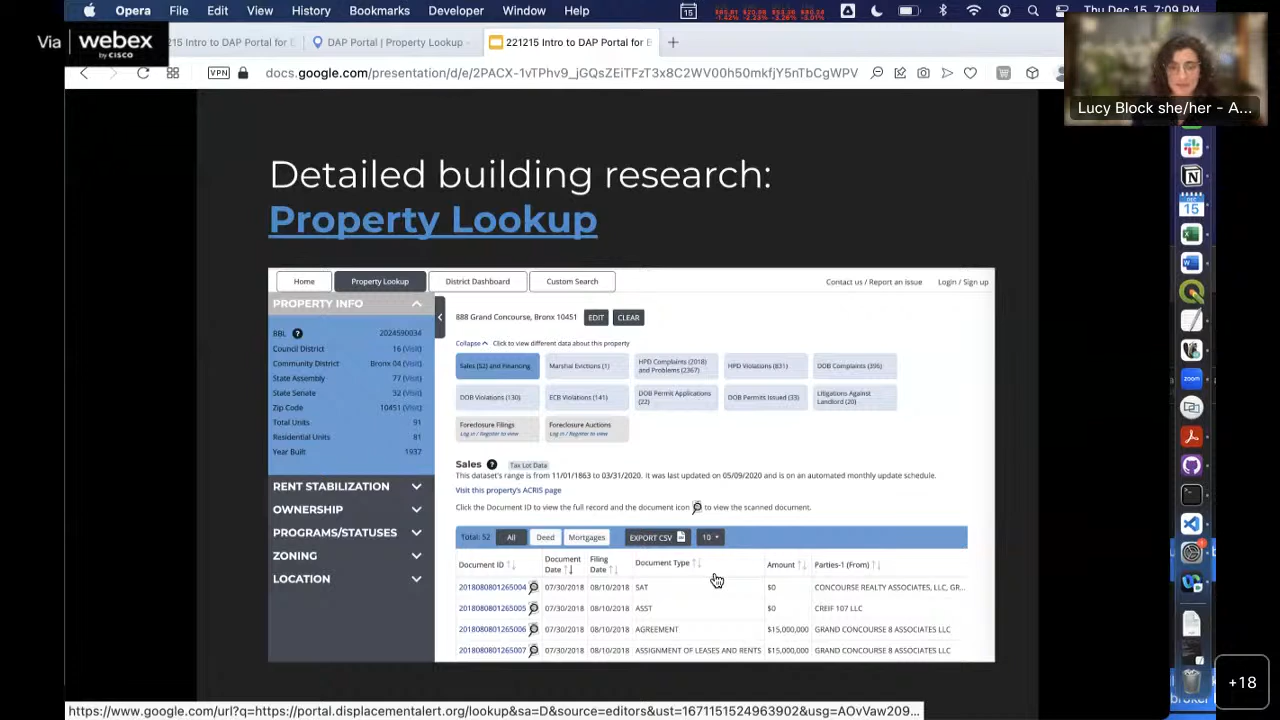 Opera File Edit View History Bookmarks Developer Window Help
Via webex
by CISCO
15 Intro to DAP Portal for E
DAP Portal | Property Lookup
221215 Intro to DAP Portal for B
VPN
docs.google.com/presentation/d/e/2PACX-1vTPhv9_jGQsZEiTFzT3x8C2WV00h50mkfjY5nTbCgWPV
Lucy Block she/her - A...
Detailed building research:
Property Lookup
Home Property Lookup District Dashboard Custom Search Contact us / Report an issue Login / Sign up
PROPERTY INFO
BBL ? 2024590034
Council District 16 (Visit)
Community District Bronx 04 (Visit)
State Assembly 77 (Visit)
State Senate 32 (Visit)
Zip Code 10451 (Visit)
Total Units 91
Residential Units 81
Year Built 1937
RENT STABILIZATION
OWNERSHIP
PROGRAMS/STATUSES
ZONING
LOCATION
888 Grand Concourse, Bronx 10451 EDIT CLEAR
Collapse Click to view different data about this property
Sales (52) and Financing
Marshal Evictions (1)
HPD Complaints (2018)
and Problems (2367)
HPD Violations (831)
DOB Complaints (396)
DOB Violations (130)
ECB Violations (141)
DOB Permit Applications
(22)
DOB Permits Issued (33)
Litigations Against
Landlord (20)
Foreclosure Filings
Log in / Register to view
Foreclosure Auctions
Log in / Register to view
Sales ? Tax Lot Data
This dataset's range is from 11/01/1863 to 03/31/2020. It was last updated on 05/09/2020 and is on an automated monthly update schedule.
Visit this property's ACRIS page
Click the Document ID to view the full record and the document icon to view the scanned document.
Total: 52 All Deed Mortgages EXPORT CSV 10
Document ID Document Date Filing Date Document Type Amount Parties-1 (From)
2018080801265004 07/30/2018 08/10/2018 SAT $0 CONCOURSE REALTY ASSOCIATES, LLC, GR...
2018080801265005 07/30/2018 08/10/2018 ASST $0 CREIF 107 LLC
2018080801265006 07/30/2018 08/10/2018 AGREEMENT $15,000,000 GRAND CONCOURSE 8 ASSOCIATES LLC
2018080801265007 07/30/2018 08/10/2018 ASSIGNMENT OF LEASES AND RENTS $15,000,000 GRAND CONCOURSE 8 ASSOCIATES LLC
DEC
15
zoom
+18
https://www.google.com/url?q=https://portal.displacementalert.org/lookup&sa=D&source=editors&ust=1671151524963902&usg=AOvVaw209...